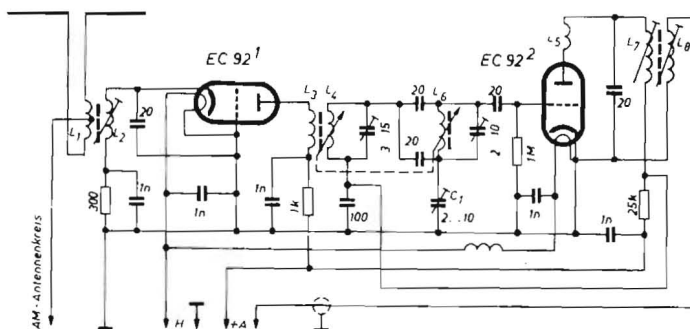 EC 92¹
EC 92²
L₁
L₂
20
L₃
L₄
15
3
20
20
L₆
20
10
2
L₅
20
L₇
L₈
300
1n
1n
1n
1k
100
C₁
2...10
1M
1n
1n
25k
AM-Antennenkreis
H
+A